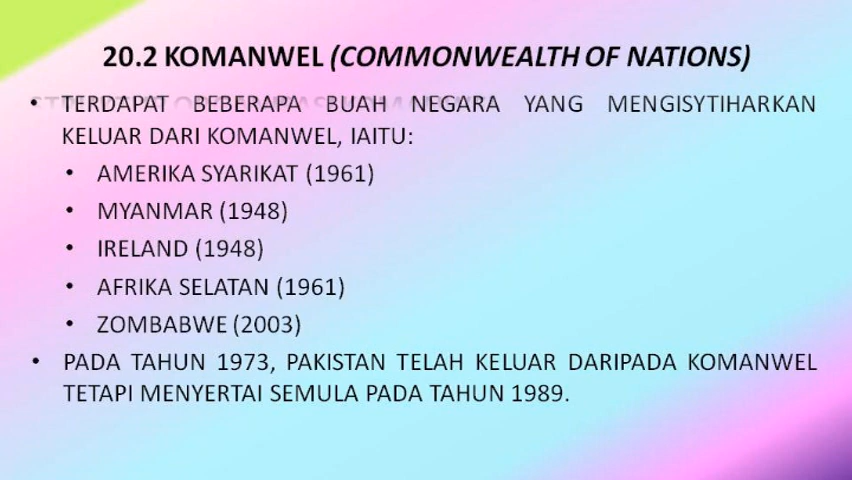 20.2 KOMANWEL (COMMONWEALTH OF NATIONS)
• TERDAPAT BEBERAPA BUAH NEGARA YANG MENGISYTIHARKAN
KELUAR DARI KOMANWEL, IAITU:
• AMERIKA SYARIKAT (1961)
• MYANMAR (1948)
• IRELAND (1948)
• AFRIKA SELATAN (1961)
• ZOMBABWE (2003)
• PADA TAHUN 1973, PAKISTAN TELAH KELUAR DARIPADA KOMANWEL
TETAPI MENYERTAI SEMULA PADA TAHUN 1989.